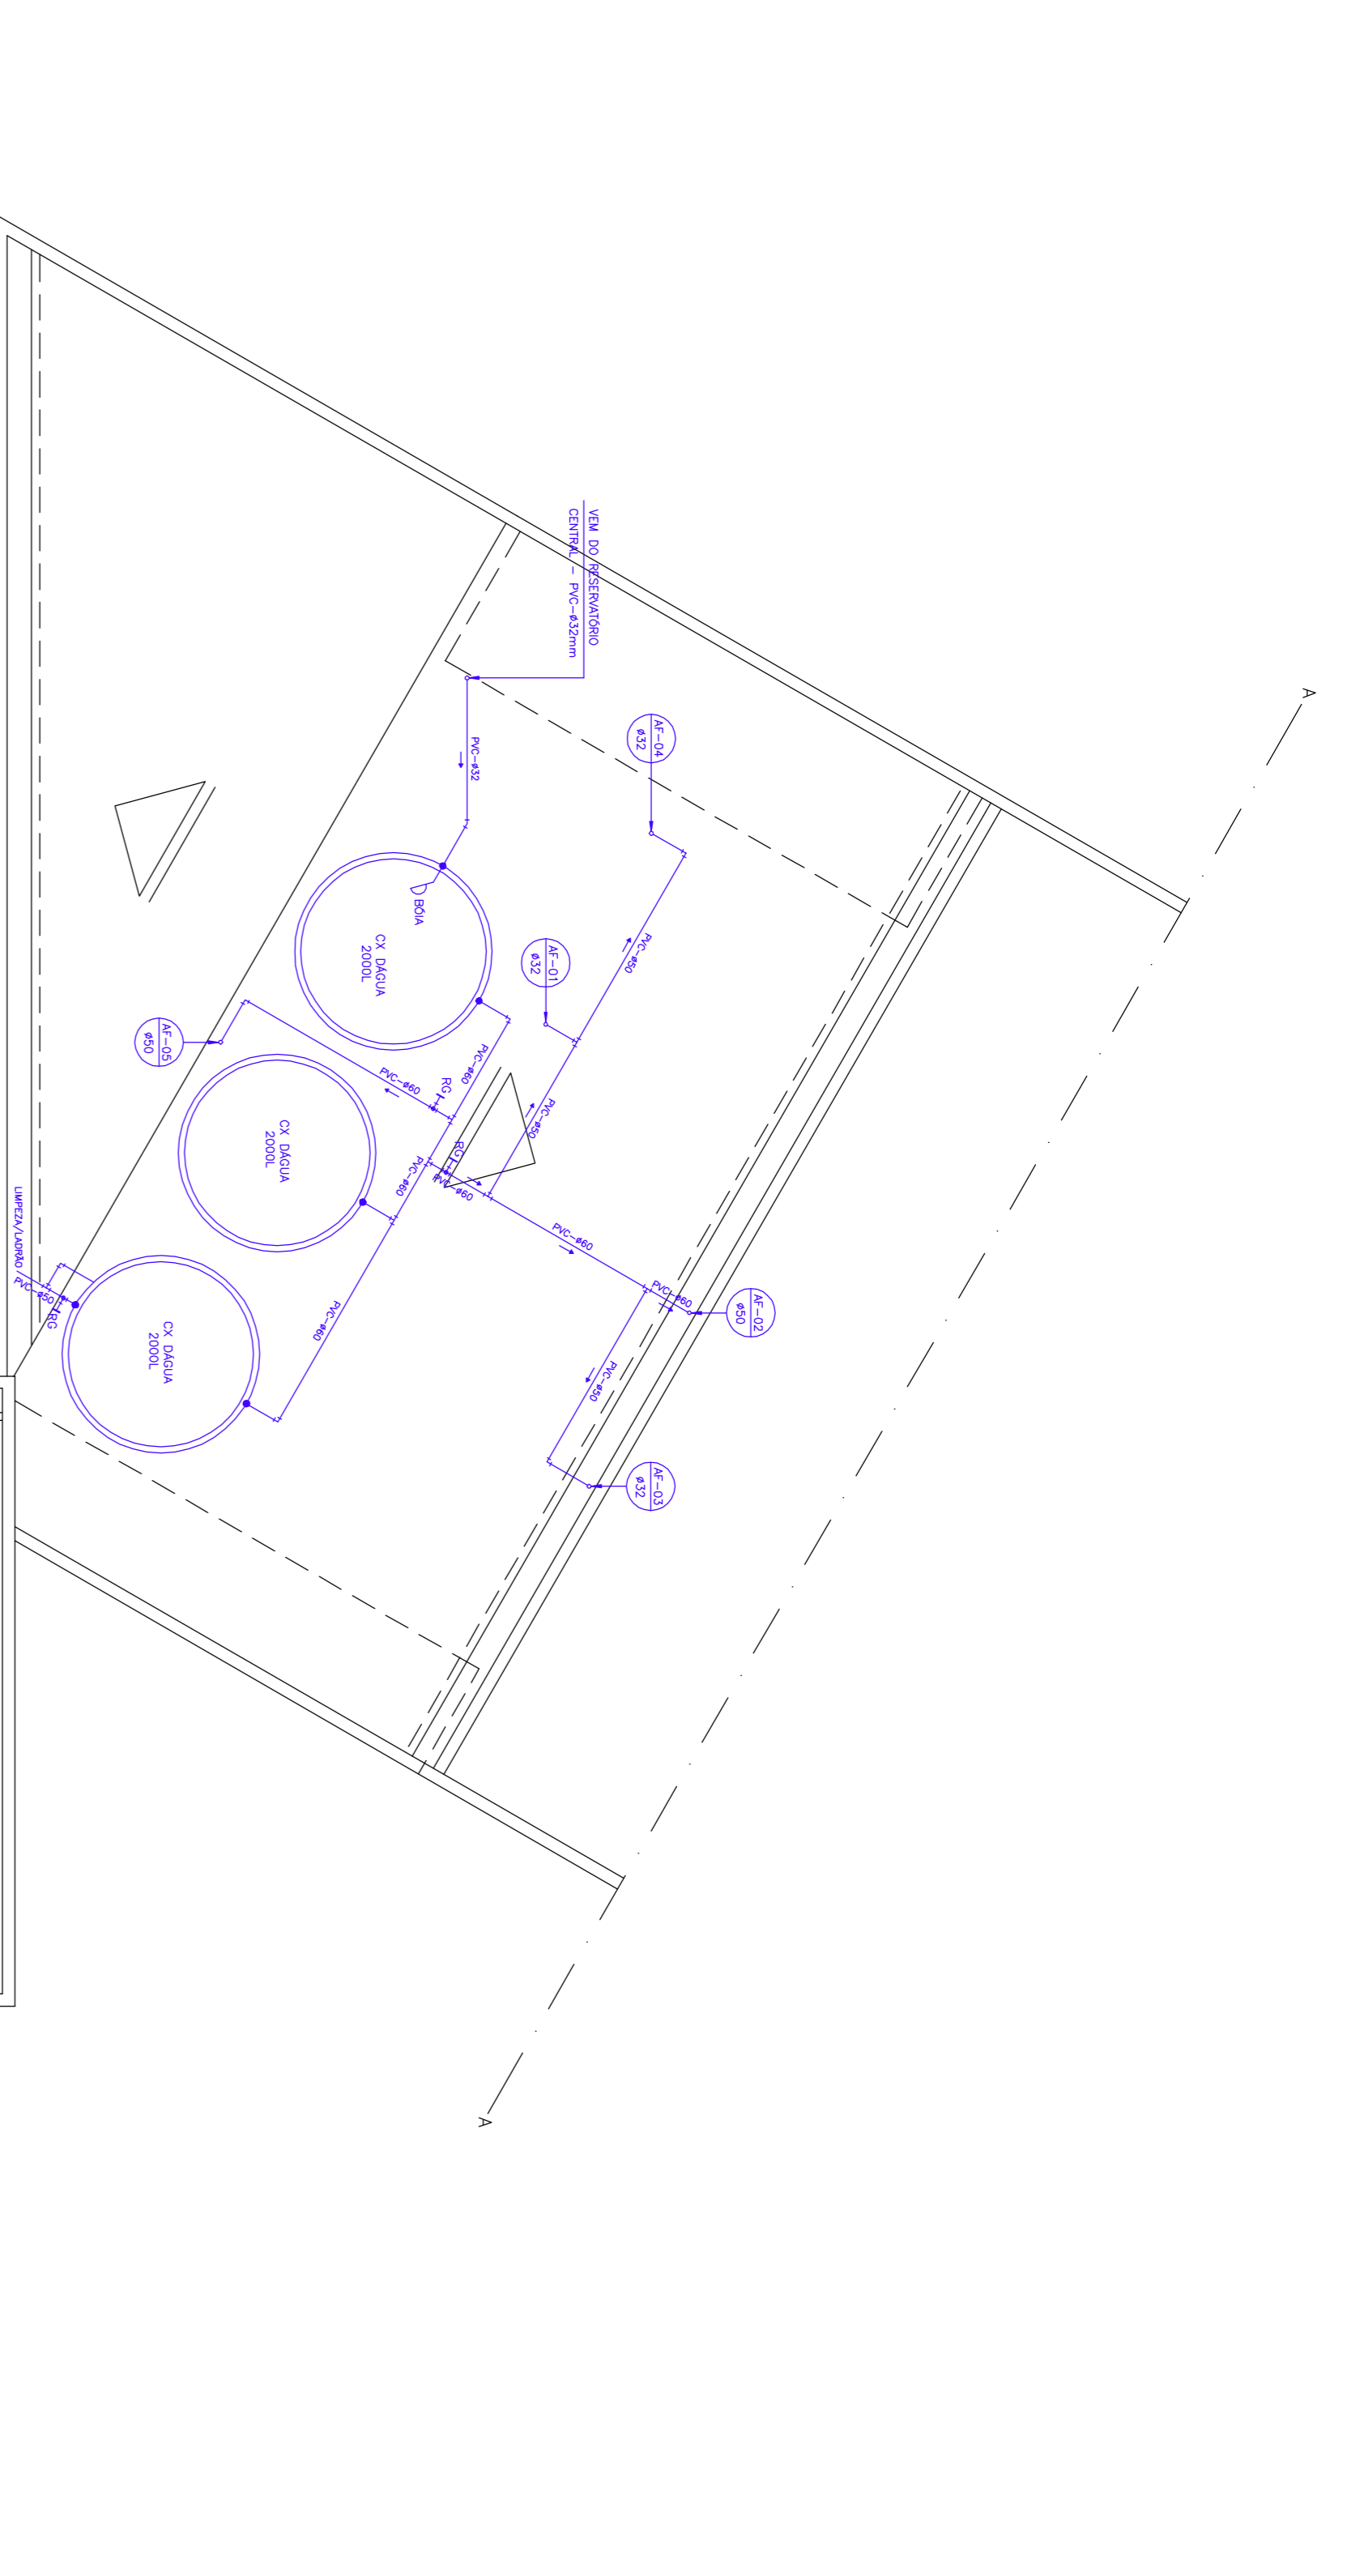 A
VEM DO RESERVATÓRIO
CENTRAL - PVC-ø32mm
AF-04
ø32
PVC-ø32
BÓIA
CX DÁGUA
2000L
PVC-ø50
AF-01
ø32
AF-05
ø50
PVC-ø60
PVC-ø60
RG
PVC-ø50
RG
PVC-ø60
PVC-ø60
CX DÁGUA
2000L
PVC-ø60
PVC-ø60
AF-02
ø50
PVC-ø60
PVC-ø50
AF-03
ø32
LIMPEZA/LADRÃO
PVC-ø50
RG
CX DÁGUA
2000L
A